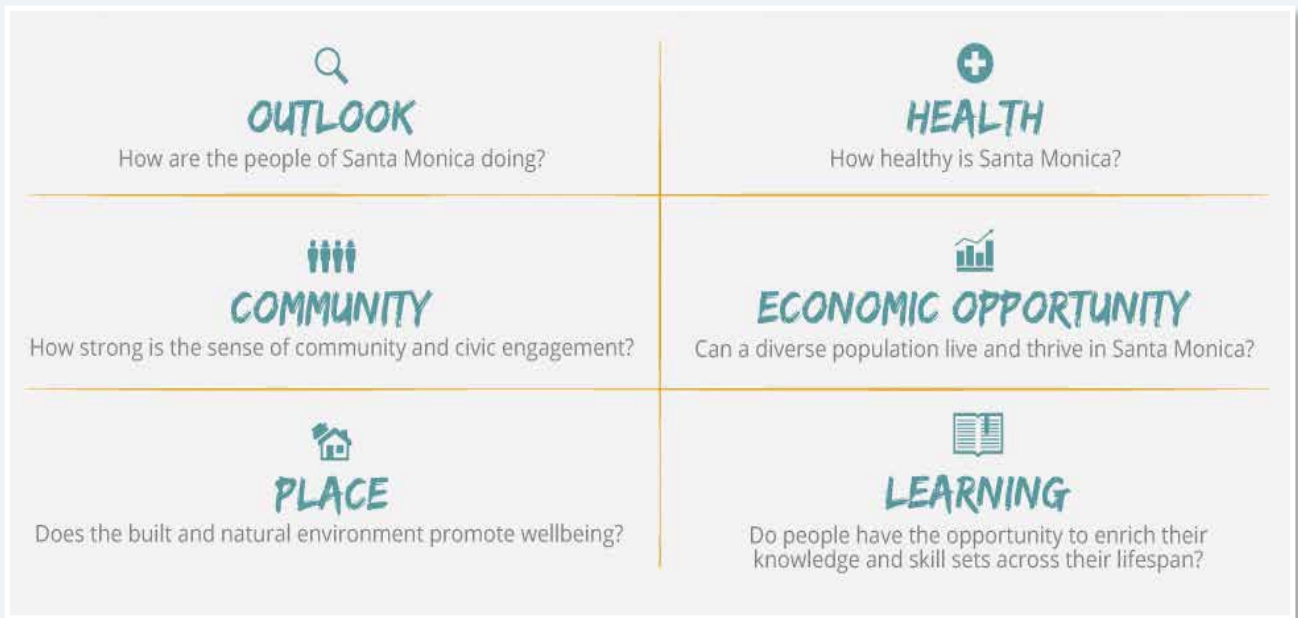 OUTLOOK
How are the people of Santa Monica doing?
HEALTH
How healthy is Santa Monica?
COMMUNITY
How strong is the sense of community and civic engagement?
ECONOMIC OPPORTUNITY
Can a diverse population live and thrive in Santa Monica?
PLACE
Does the built and natural environment promote wellbeing?
LEARNING
Do people have the opportunity to enrich their
knowledge and skill sets across their lifespan?